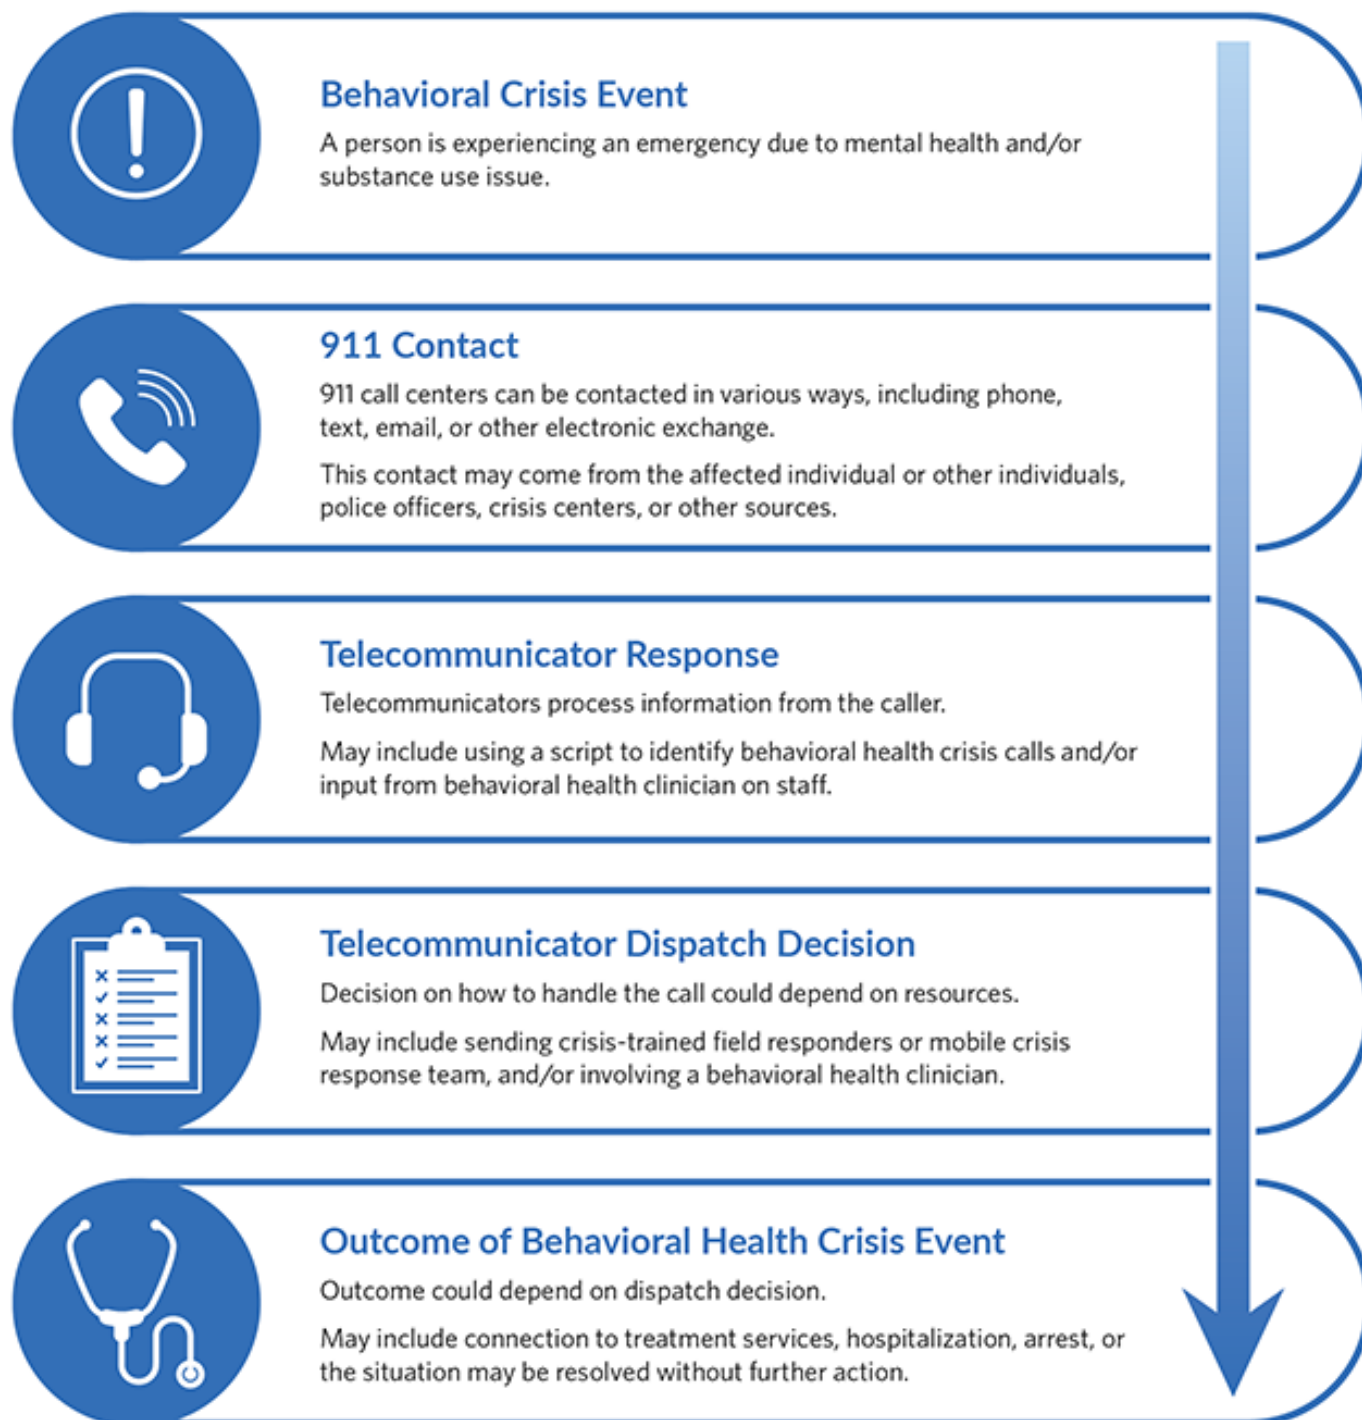 Behavioral Crisis Event
A person is experiencing an emergency due to mental health and/or
substance use issue.
911 Contact
911 call centers can be contacted in various ways, including phone,
text, email, or other electronic exchange.
This contact may come from the affected individual or other individuals,
police officers, crisis centers, or other sources.
Telecommunicator Response
Telecommunicators process information from the caller.
May include using a script to identify behavioral health crisis calls and/or
input from behavioral health clinician on staff.
Telecommunicator Dispatch Decision
Decision on how to handle the call could depend on resources.
May include sending crisis-trained field responders or mobile crisis
response team, and/or involving a behavioral health clinician.
Outcome of Behavioral Health Crisis Event
Outcome could depend on dispatch decision.
May include connection to treatment services, hospitalization, arrest, or
the situation may be resolved without further action.